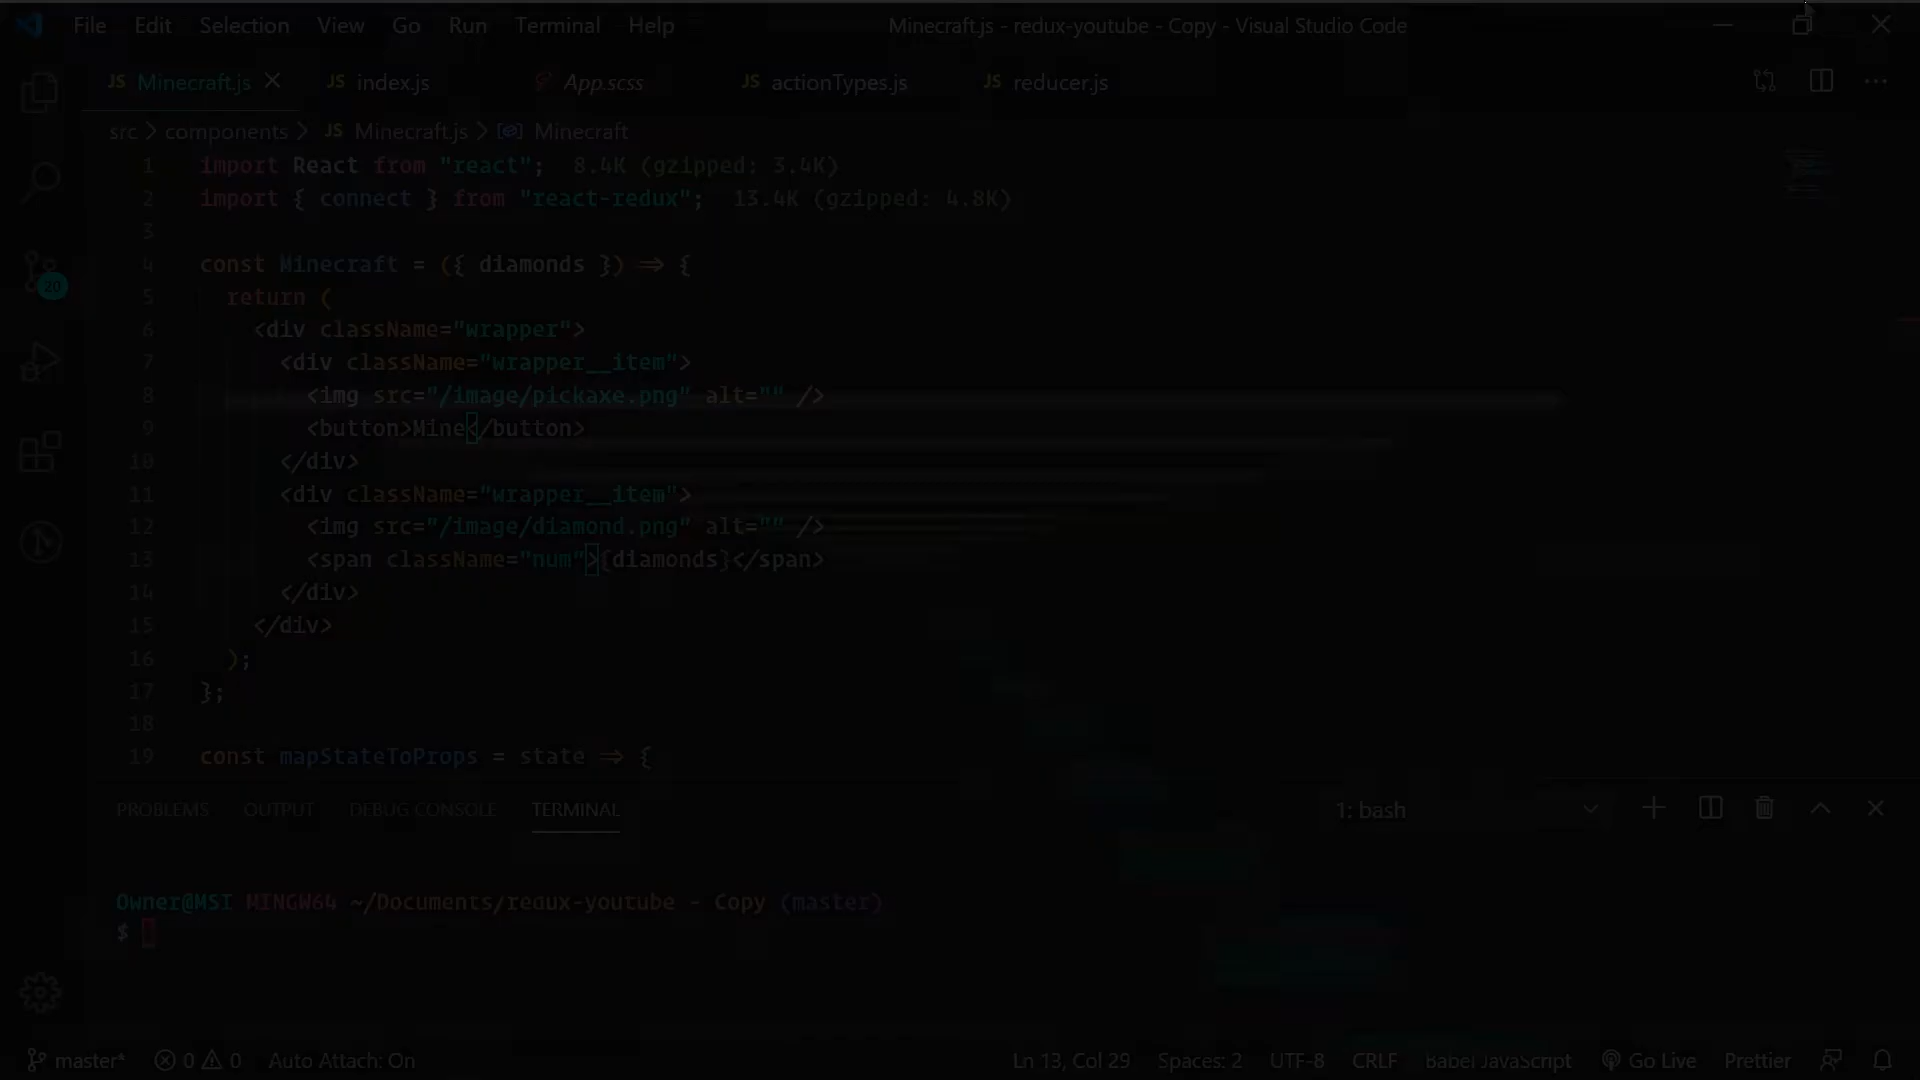 File Edit Selection View Go Run Terminal Help Minecraft.js - redux-youtube - Copy - Visual Studio Code
JS Minecraft.js JS index.js App.scss JS actionTypes.js JS reducer.js
src > components > JS Minecraft.js > Minecraft
1 import React from "react"; 8.4K (gzipped: 3.4K)
2 import { connect } from "react-redux"; 13.4K (gzipped: 4.8K)
3
4 const Minecraft = ({ diamonds }) => {
5 return (
6 <div className="wrapper">
7 <div className="wrapper__item">
8 <img src="/image/pickaxe.png" alt="" />
9 <button>Mine</button>
10 </div>
11 <div className="wrapper__item">
12 <img src="/image/diamond.png" alt="" />
13 <span className="num">{diamonds}</span>
14 </div>
15 </div>
16 );
17 };
18
19 const mapStateToProps = state => {
20
PROBLEMS OUTPUT DEBUG CONSOLE TERMINAL 1: bash
Owner@MSI MINGW64 ~/Documents/redux-youtube - Copy (master)
$
master* 0 0 Auto Attach: On Ln 13, Col 29 Spaces: 2 UTF-8 CRLF Babel JavaScript Go Live Prettier